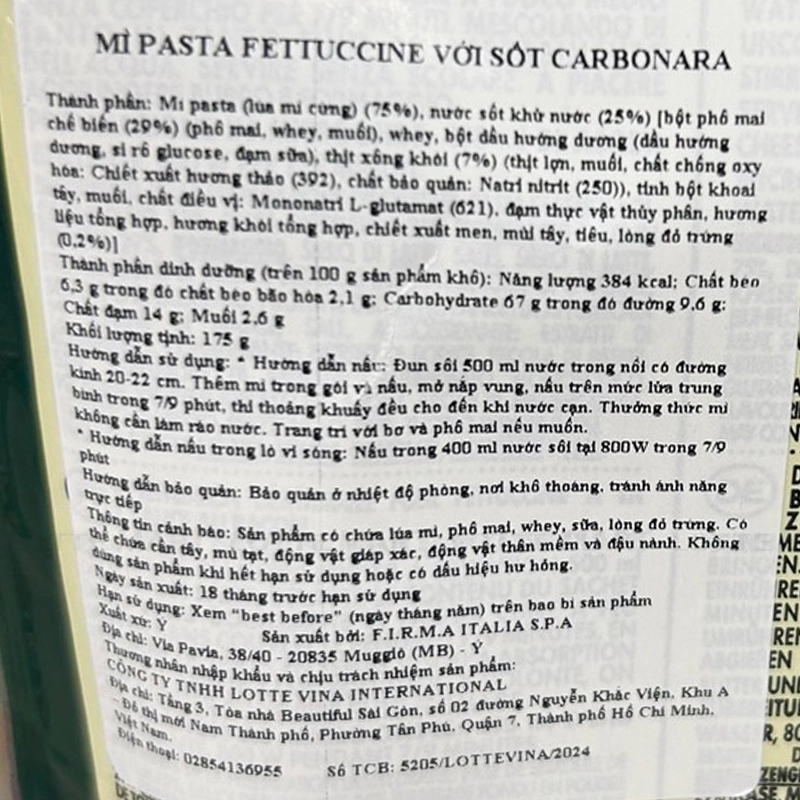 MÌ PASTA FETTUCCINE VỚI SỐT CARBONARA
Thành phần: Mì pasta (lúa mì cứng) (75%), nước sốt khử nước (25%) [bột phô mai
chế biến (29%) (phô mai, whey, muối), whey, bột dầu hướng dương (dầu hướng
dương, si rô glucose, đạm sữa), thịt xông khói (7%) (thịt lợn, muối, chất chống oxy
hóa: Chiết xuất hương thảo (392), chất bảo quản: Natri nitrit (250)), tinh bột khoai
tây, muối, chất điều vị: Mononatri L-glutamat (621), đạm thực vật thủy phân, hương
liệu tổng hợp, hương khói tổng hợp, chiết xuất men, mùi tây, tiêu, lòng đỏ trứng
(0,2%)]
Thành phần dinh dưỡng (trên 100 g sản phẩm khô): Năng lượng 384 kcal; Chất béo
6,3 g trong đó chất béo bão hòa 2,1 g; Carbohydrate 67 g trong đó đường 9,6 g;
Chất đạm 14 g; Muối 2,6 g
Khối lượng tịnh: 175 g
Hướng dẫn sử dụng: * Hướng dẫn nấu: Đun sôi 500 ml nước trong nồi có đường
kính 20-22 cm. Thêm mì trong gói và nấu, mở nắp vung, nấu trên mức lửa trung
bình trong 7/9 phút, thi thoảng khuấy đều cho đến khi nước cạn. Thưởng thức mì
không cần làm ráo nước. Trang trí với bơ và phô mai nếu muốn.
* Hướng dẫn nấu trong lò vi sóng: Nấu trong 400 ml nước sôi tại 800W trong 7/9
phút
Hướng dẫn bảo quản: Bảo quản ở nhiệt độ phòng, nơi khô thoáng, tránh ánh nắng
trực tiếp
Thông tin cảnh báo: Sản phẩm có chứa lúa mì, phô mai, whey, sữa, lòng đỏ trứng. Có
thể chứa cần tây, mù tạt, động vật giáp xác, động vật thân mềm và đậu nành. Không
dùng sản phẩm khi hết hạn sử dụng hoặc có dấu hiệu hư hỏng.
Ngày sản xuất: 18 tháng trước hạn sử dụng
Hạn sử dụng: Xem "best before" (ngày tháng năm) trên bao bì sản phẩm
Xuất xứ: Ý
Sản xuất bởi: F.I.R.M.A ITALIA S.P.A
Địa chỉ: Via Pavia, 38/40 - 20835 Muggiò (MB) - Ý
Thương nhân nhập khẩu và chịu trách nhiệm sản phẩm:
CÔNG TY TNHH LOTTE VINA INTERNATIONAL
Địa chỉ: Tầng 3, Tòa nhà Beautiful Sài Gòn, số 02 đường Nguyễn Khắc Viện, Khu A
– Đô thị mới Nam Thành phố, Phường Tân Phú, Quận 7, Thành phố Hồ Chí Minh,
Việt Nam.
Điện thoại: 02854136955
Số TCB: 5205/LOTTEVINA/2024